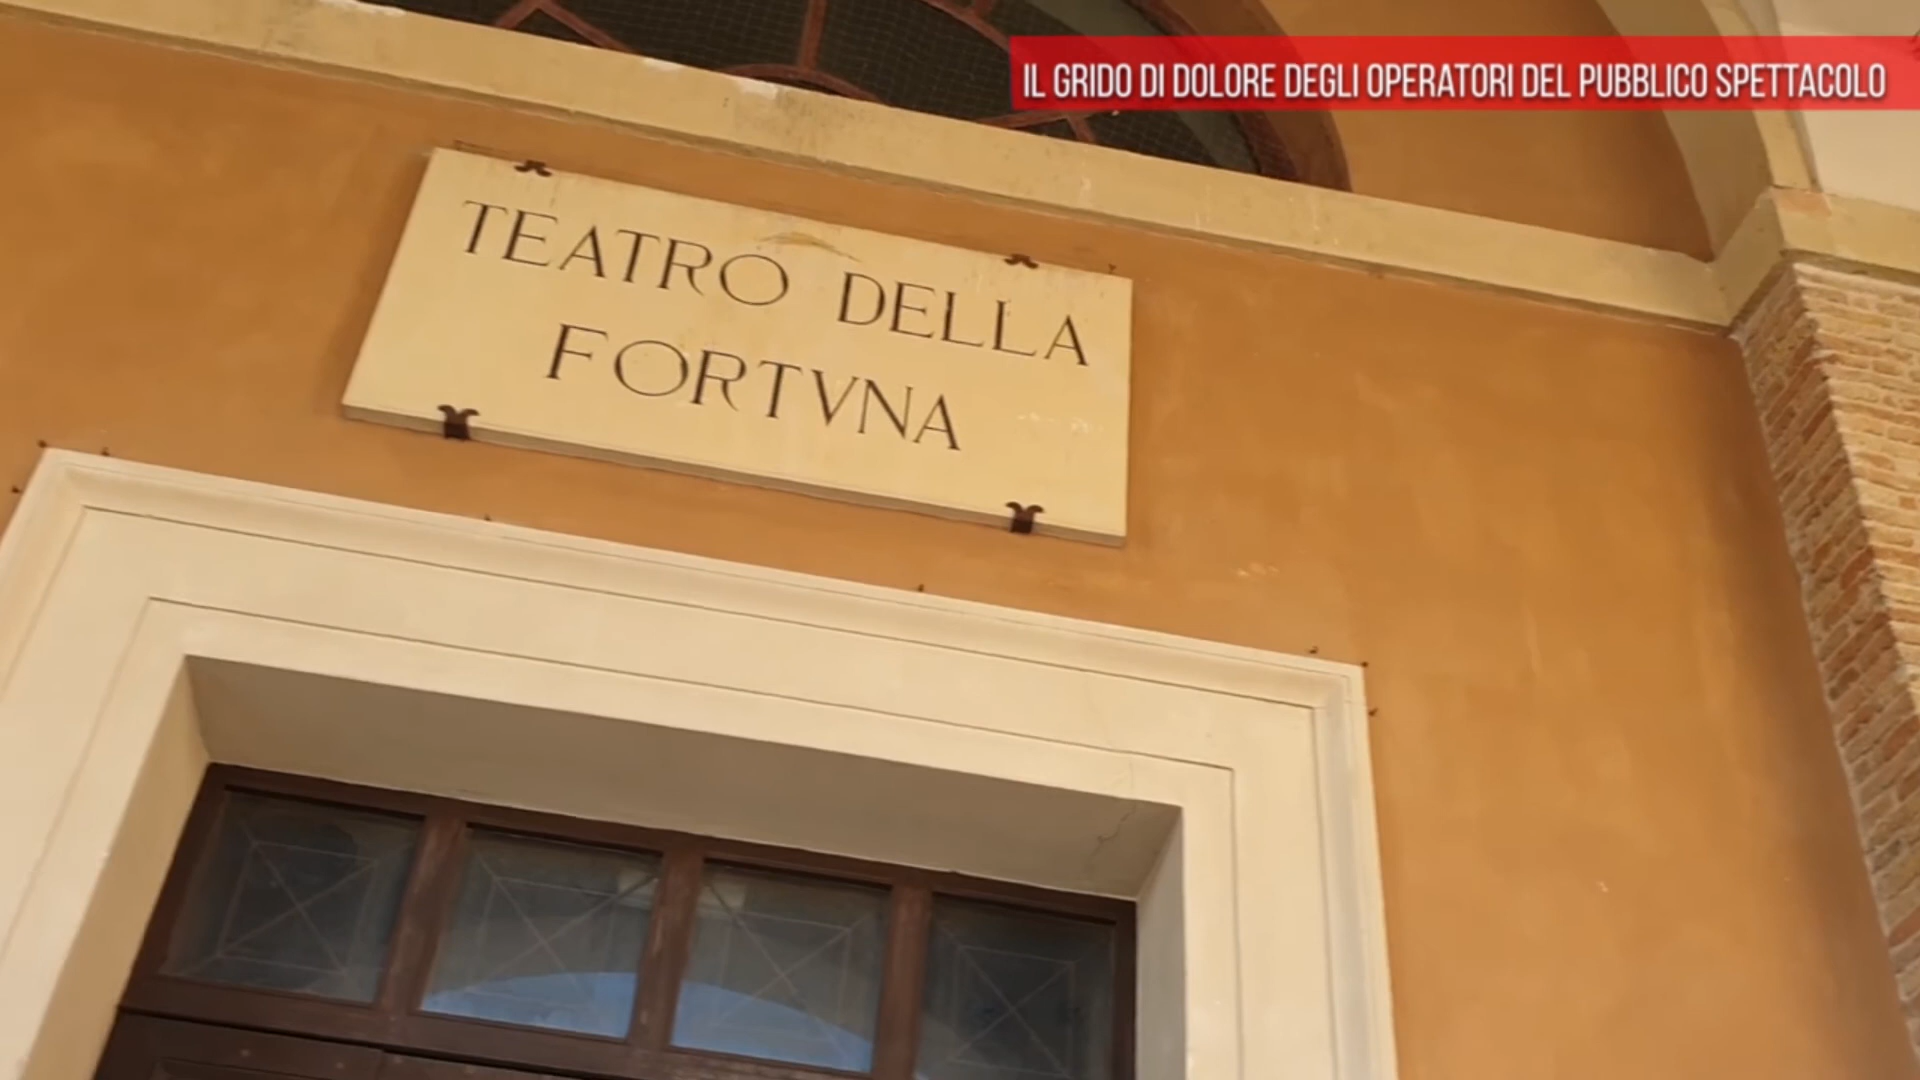 IL GRIDO DI DOLORE DEGLI OPERATORI DEL PUBBLICO SPETTACOLO
TEATRO DELLA
FORTVNA